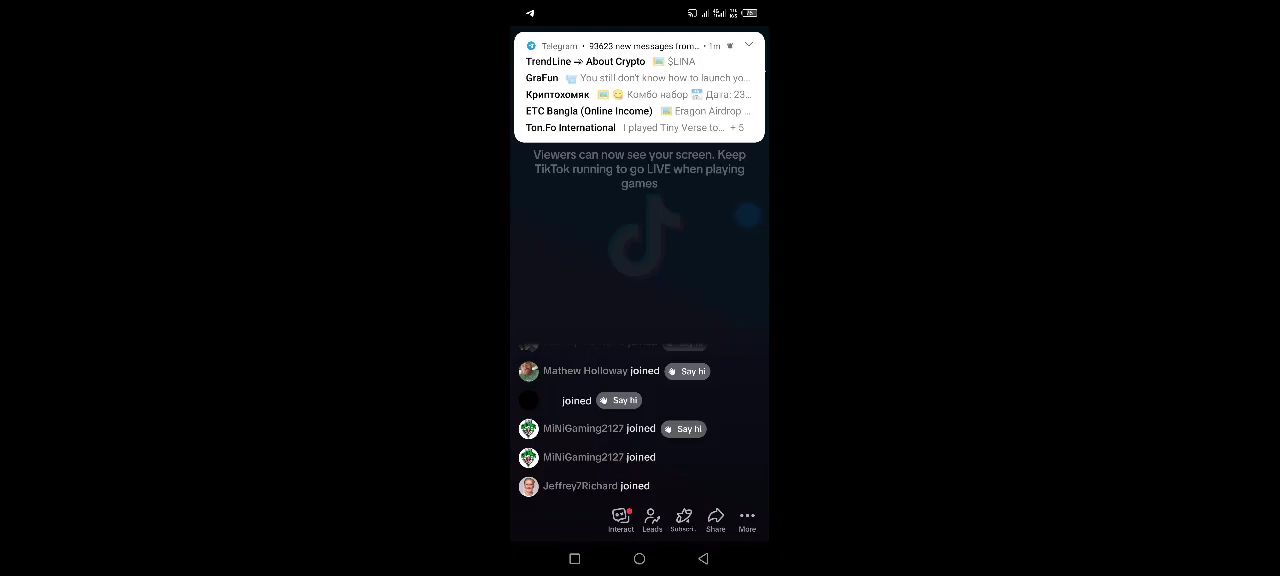 Telegram • 93623 new messages from... • 1m
TrendLine ➩ About Crypto $LINA
GraFun You still don't know how to launch yo...
Криптохомяк Комбо набор Дата: 23...
ETC Bangla (Online Income) Eragon Airdrop ...
Ton.Fo International I played Tiny Verse to... + 5
Viewers can now see your screen. Keep
TikTok running to go LIVE when playing
games
Mathew Holloway joined Say hi
joined Say hi
MiNiGaming2127 joined Say hi
MiNiGaming2127 joined
Jeffrey7Richard joined
Interact Leads Subscri.. Share More